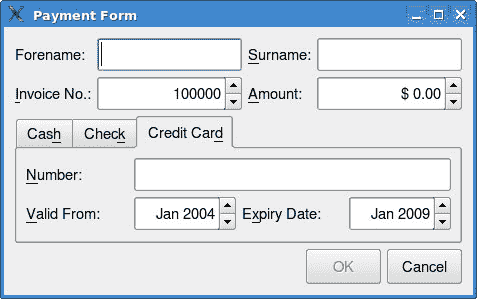 Payment Form
Forename: Surname:
Invoice No.: 100000 Amount: $ 0.00
Cash Check Credit Card
Number:
Valid From: Jan 2004 Expiry Date: Jan 2009
OK Cancel